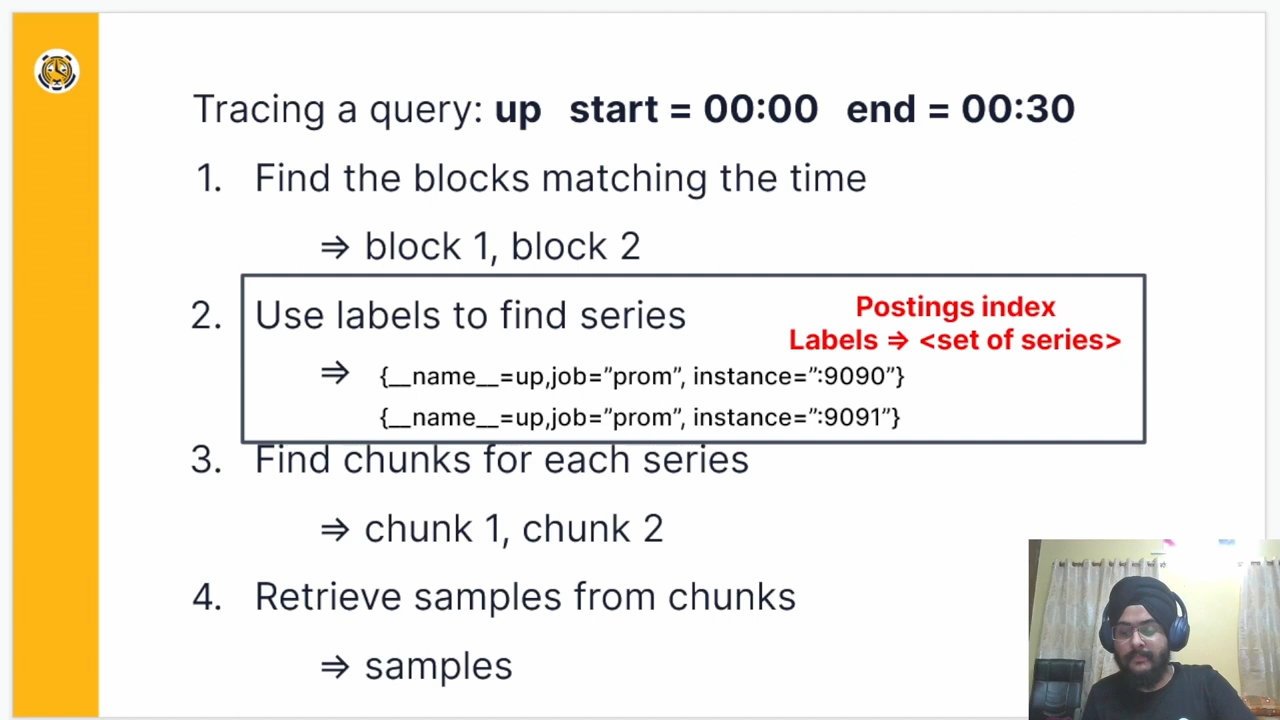 Tracing a query: up start = 00:00 end = 00:30
1. Find the blocks matching the time
⇒ block 1, block 2
2. Use labels to find series
Postings index
Labels ⇒ <set of series>
⇒ {__name__=up,job=”prom”, instance=”:9090”}
{__name__=up,job=”prom”, instance=”:9091”}
3. Find chunks for each series
⇒ chunk 1, chunk 2
4. Retrieve samples from chunks
⇒ samples